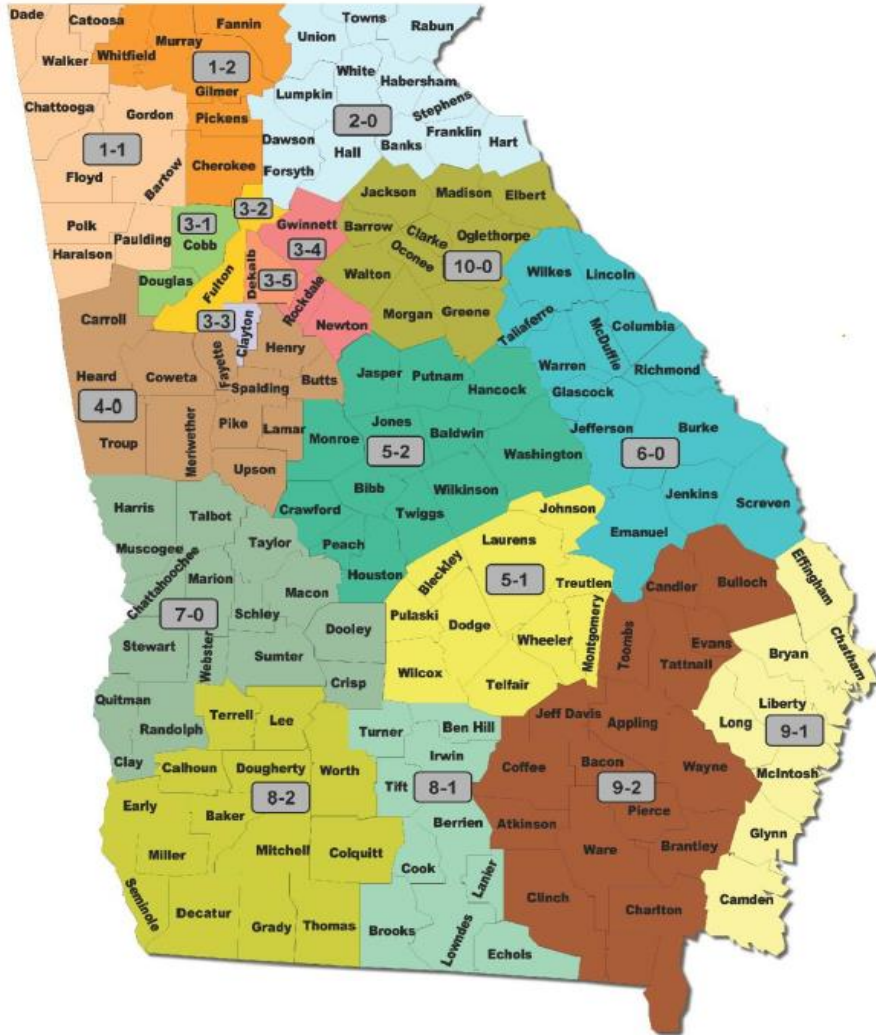 Dade
Catoosa
Fannin
Towns
Rabun
Union
Murray
Whitfield
Walker
1-2
White
Habersham
Gilmer
Lumpkin
Stephens
Chattooga
Gordon
Pickens
2-0
Franklin
Hart
1-1
Dawson
Hall
Banks
Floyd
Bartow
Cherokee
Forsyth
Jackson
Madison
Elbert
3-2
Polk
3-1
Gwinnett
Barrow
Clarke
Oglethorpe
Paulding
Cobb
3-4
Oconee
Haralson
10-0
Dekalb
3-5
Walton
Wilkes
Lincoln
Douglas
Fulton
Rockdale
Carroll
3-3
Clayton
Newton
Morgan
Greene
Taliaferro
McDuffie
Columbia
Henry
Fayette
Heard
Coweta
Spalding
Butts
Jasper
Putnam
Hancock
Warren
Richmond
Glascock
4-0
Troup
Meriwether
Pike
Lamar
Jones
Monroe
Baldwin
5-2
Jefferson
Burke
Washington
6-0
Upson
Bibb
Wilkinson
Jenkins
Screven
Harris
Talbot
Crawford
Twiggs
Johnson
Emanuel
Taylor
Peach
Laurens
Muscogee
Bleckley
Effingham
Chattahoochee
Marion
Macon
Houston
5-1
Treutlen
Candler
Bulloch
7-0
Schley
Dooley
Pulaski
Dodge
Montgomery
Toombs
Evans
Chatham
Stewart
Webster
Sumter
Wheeler
Tattnall
Bryan
Wilcox
Crisp
Telfair
Quitman
Liberty
Randolph
Terrell
Lee
Turner
Ben Hill
Jeff Davis
Appling
Long
9-1
Clay
Calhoun
Dougherty
Worth
Irwin
Coffee
Bacon
Wayne
McIntosh
8-2
Tift
8-1
9-2
Early
Baker
Pierce
Berrien
Atkinson
Glynn
Miller
Mitchell
Colquitt
Cook
Lanier
Ware
Brantley
Seminole
Clinch
Charlton
Camden
Decatur
Grady
Thomas
Brooks
Lowndes
Echols